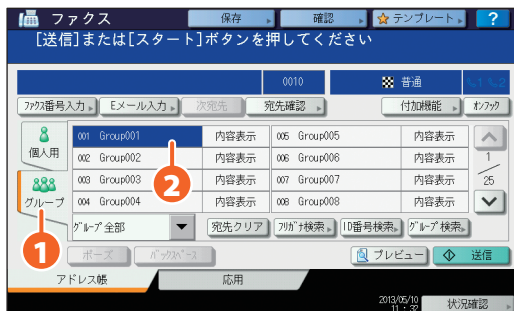 ファクス 保存 確認 テンプレート ?
[送信]または[スタート]ボタンを押してください
0010 普通 L1 L2
ファクス番号入力 Eメール入力 次宛先 宛先確認 付加機能 オンフック
個人用
グループ
001 Group001 内容表示 005 Group005 内容表示
002 Group002 内容表示 006 Group006 内容表示
003 Group003 内容表示 007 Group007 内容表示
004 Group004 内容表示 008 Group008 内容表示
1
25
グループ全部 宛先クリア フリガナ検索 ID番号検索 グループ検索
1
2
ポーズ バックスペース プレビュー 送信
アドレス帳 応用
2013/05/10
11:32 状況確認